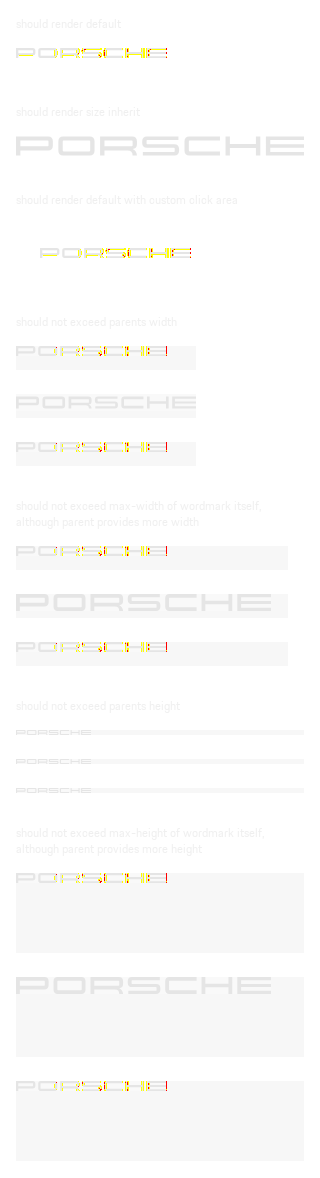 should render default
PORSCHE
should render size inherit
PORSCHE
should render default with custom click area
PORSCHE
should not exceed parents width
PORSCHE
PORSCHE
PORSCHE
should not exceed max-width of wordmark itself,
although parent provides more width
PORSCHE
PORSCHE
PORSCHE
should not exceed parents height
PORSCHE
PORSCHE
PORSCHE
should not exceed max-height of wordmark itself,
although parent provides more height
PORSCHE
PORSCHE
PORSCHE